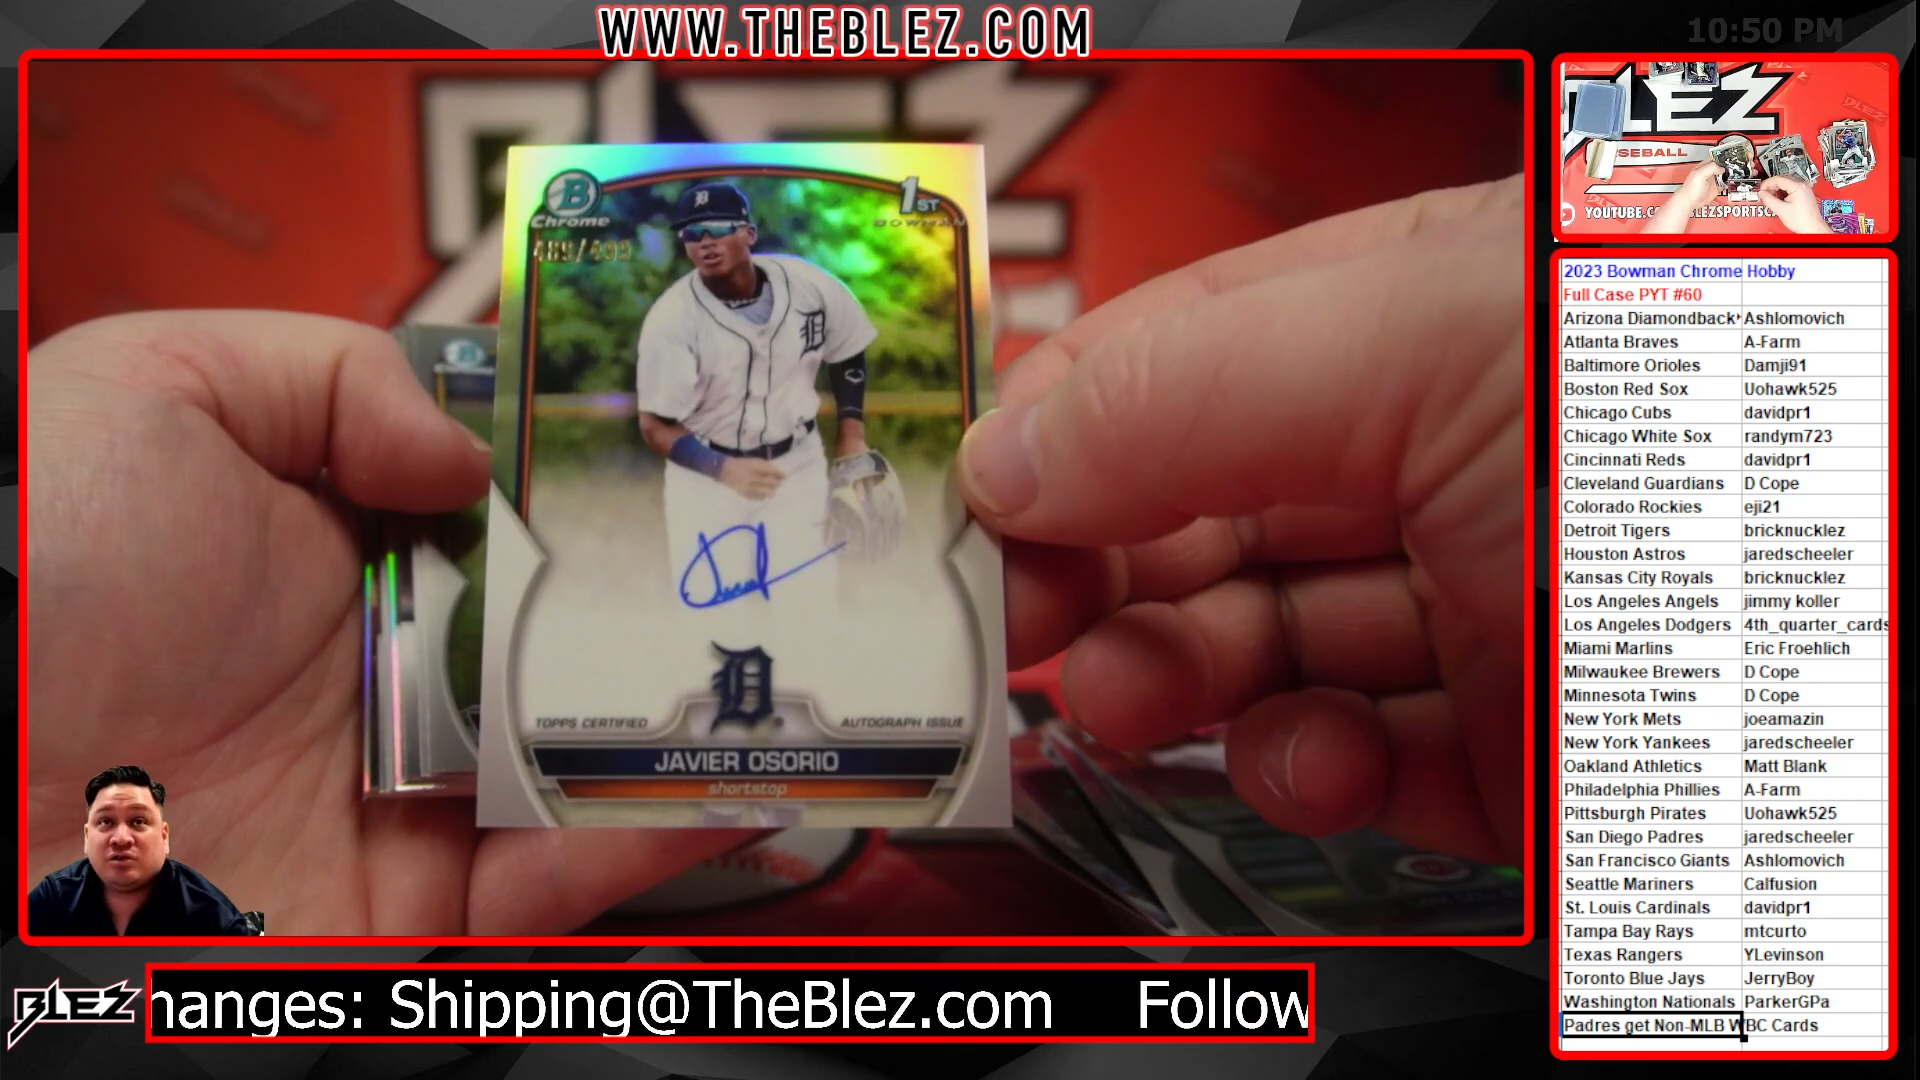 WWW.THEBLEZ.COM
10:50 PM
B
Chrome
1ST
BOWMAN
469/499
D
TOPPS CERTIFIED
AUTOGRAPH ISSUE
JAVIER OSORIO
shortstop
LEZ
SEBALL
2023 Bowman Chrome Hobby
Full Case PYT #60
Arizona Diamondback Ashlomovich
Atlanta Braves A-Farm
Baltimore Orioles Damji91
Boston Red Sox Uohawk525
Chicago Cubs davidpr1
Chicago White Sox randym723
Cincinnati Reds davidpr1
Cleveland Guardians D Cope
Colorado Rockies eji21
Detroit Tigers bricknucklez
Houston Astros jaredscheeler
Kansas City Royals bricknucklez
Los Angeles Angels jimmy koller
Los Angeles Dodgers 4th_quarter_cards
Miami Marlins Eric Froehlich
Milwaukee Brewers D Cope
Minnesota Twins D Cope
New York Mets joeamazin
New York Yankees jaredscheeler
Oakland Athletics Matt Blank
Philadelphia Phillies A-Farm
Pittsburgh Pirates Uohawk525
San Diego Padres jaredscheeler
San Francisco Giants Ashlomovich
Seattle Mariners Calfusion
St. Louis Cardinals davidpr1
Tampa Bay Rays mtcurto
Texas Rangers YLevinson
Toronto Blue Jays JerryBoy
Washington Nationals ParkerGPa
Padres get Non-MLB WBC Cards
BLEZ
hanges: Shipping@TheBlez.com Follow